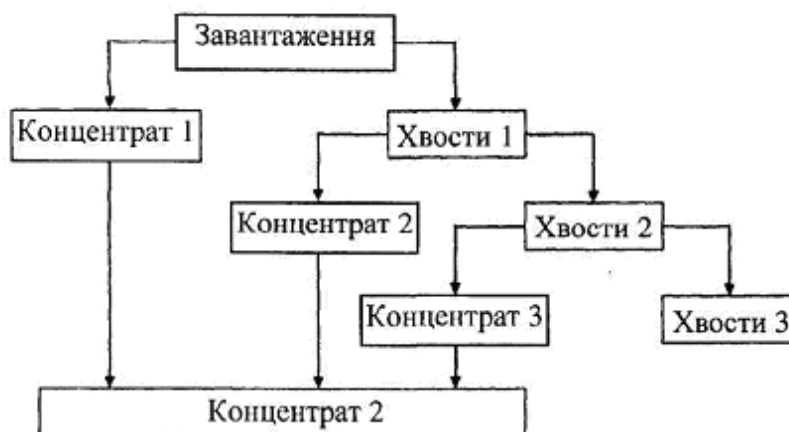 Завантаження
Концентрат 1
Хвости 1
Концентрат 2
Хвости 2
Концентрат 3
Хвости 3
Концентрат 2